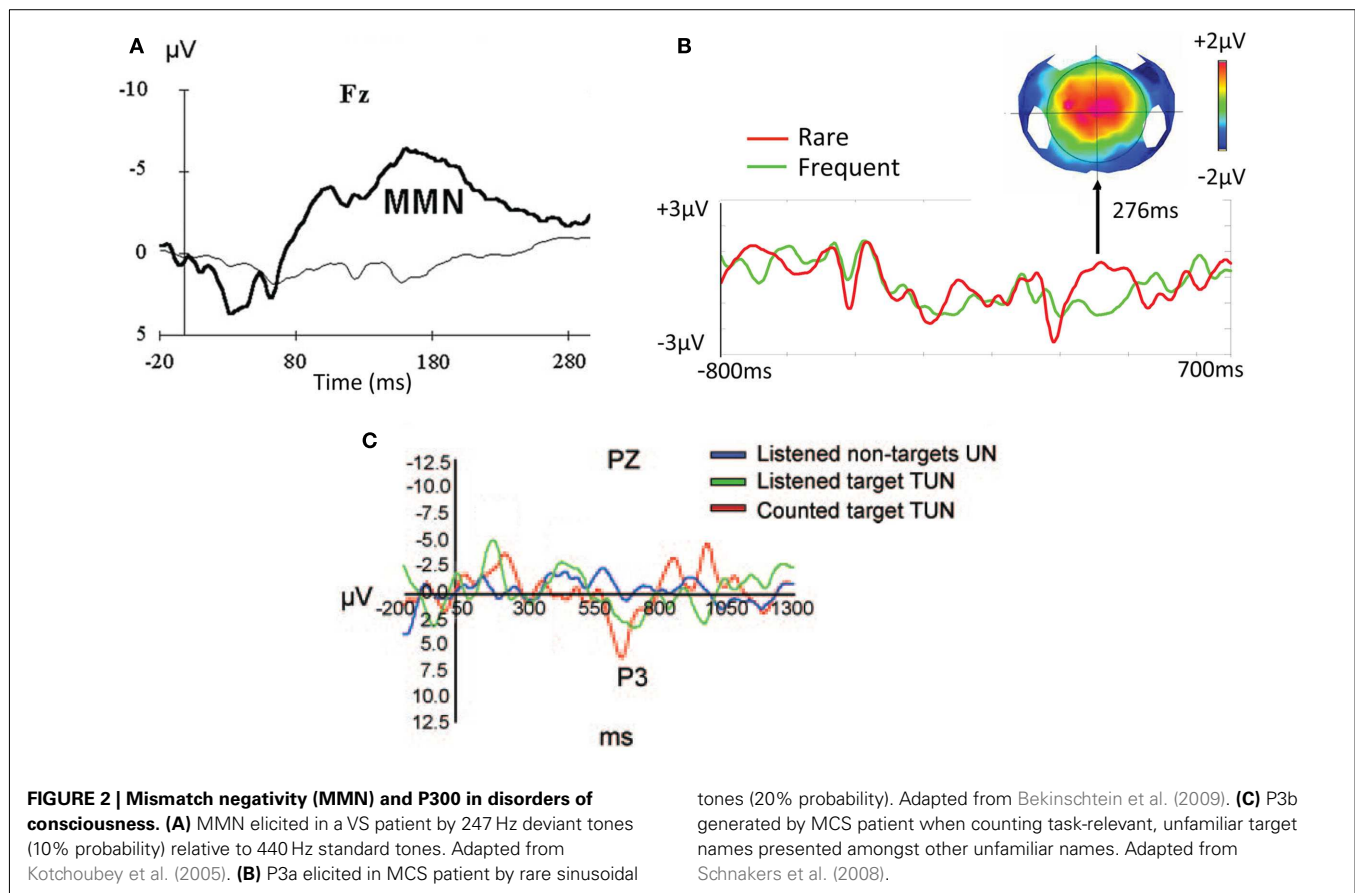 A
µV
-10
Fz
-5
MMN
0
5
-20 80 180 280
Time (ms)
B
+2µV
-2µV
Rare
Frequent
276ms
+3µV
-3µV
-800ms 700ms
C
PZ
Listened non-targets UN
Listened target TUN
Counted target TUN
-12.5
-10.0
-7.5
-5.0
-2.5
0.0
µV
-200 50 300 550 800 1050 1300
2.5
5.0
7.5
10.0
12.5
P3
ms
FIGURE 2 | Mismatch negativity (MMN) and P300 in disorders of
consciousness. (A) MMN elicited in a VS patient by 247 Hz deviant tones
(10% probability) relative to 440 Hz standard tones. Adapted from
Kotchoubey et al. (2005). (B) P3a elicited in MCS patient by rare sinusoidal
tones (20% probability). Adapted from Bekinschtein et al. (2009). (C) P3b
generated by MCS patient when counting task-relevant, unfamiliar target
names presented amongst other unfamiliar names. Adapted from
Schnakers et al. (2008).